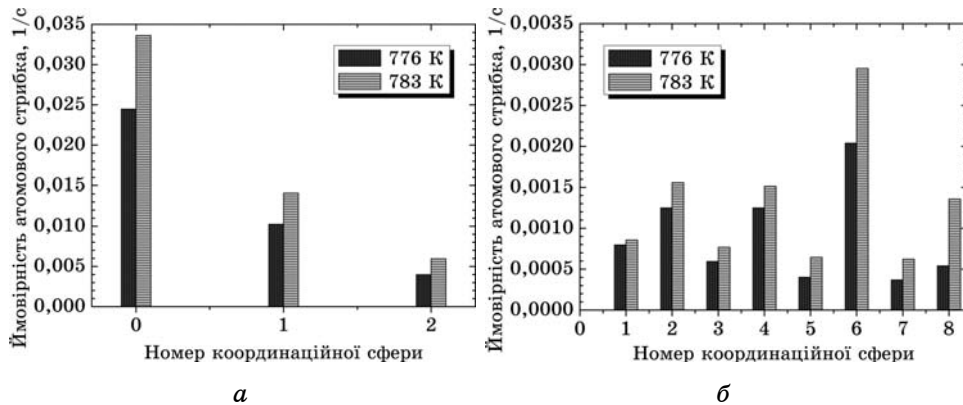 Ймовірність атомового стрибка, 1/с
0,035
0,030
0,025
0,020
0,015
0,010
0,005
0,000
776 К
783 К
0 1 2
Номер координаційної сфери
а
Ймовірність атомового стрибка, 1/с
0,0035
0,0030
0,0025
0,0020
0,0015
0,0010
0,0005
0,0000
776 К
783 К
0 1 2 3 4 5 6 7 8
Номер координаційної сфери
б